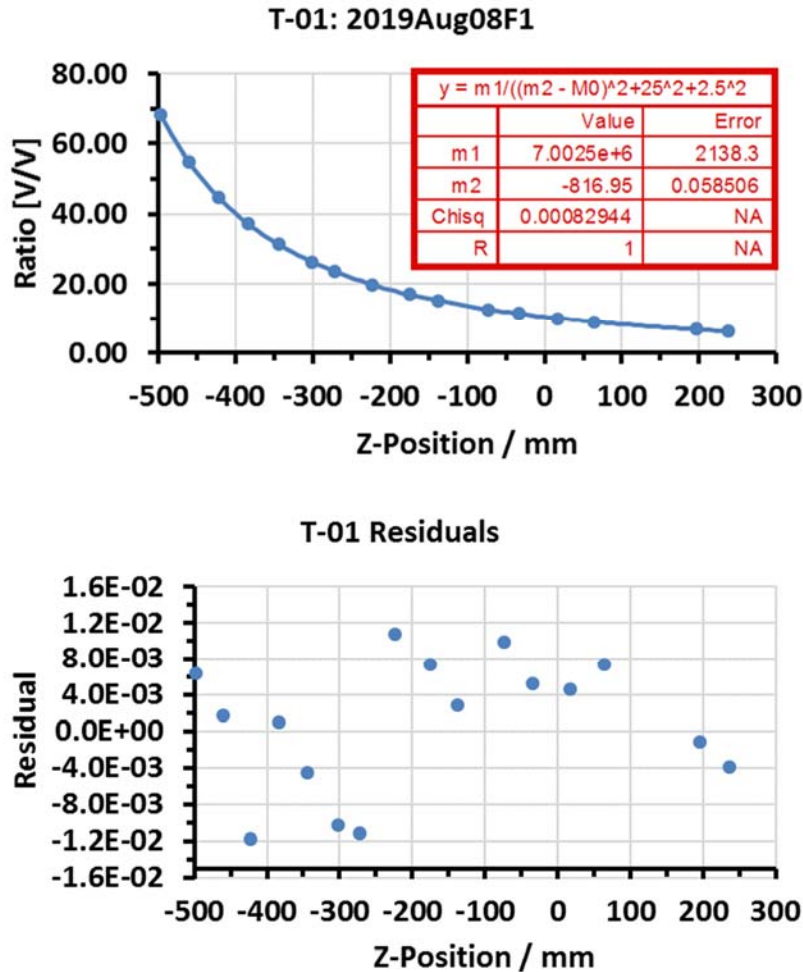 T-01: 2019Aug08F1
80.00
60.00
40.00
20.00
0.00
Ratio [V/V]
y = m1/((m2 - M0)^2+25^2+2.5^2
Value Error
m1 7.0025e+6 2138.3
m2 -816.95 0.058506
Chisq 0.00082944 NA
R 1 NA
-500 -400 -300 -200 -100 0 100 200 300
Z-Position / mm
T-01 Residuals
1.6E-02
1.2E-02
8.0E-03
4.0E-03
0.0E+00
-4.0E-03
-8.0E-03
-1.2E-02
-1.6E-02
Residual
-500 -400 -300 -200 -100 0 100 200 300
Z-Position / mm